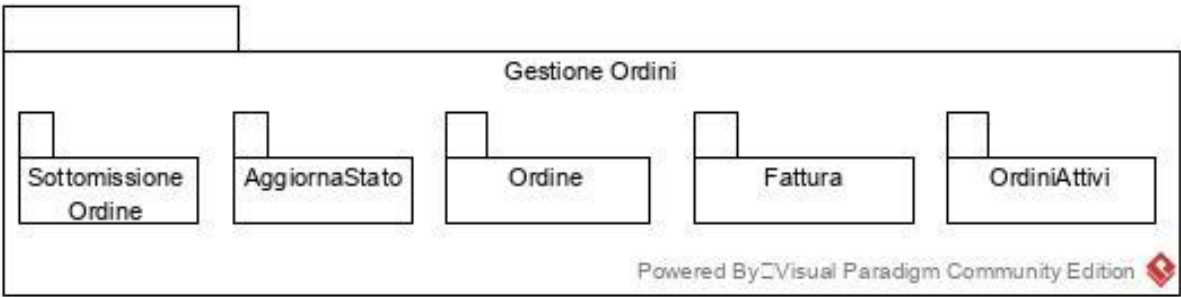 Gestione Ordini
Sottomissione
Ordine
AggiornaStato
Ordine
Fattura
OrdiniAttivi
Powered By Visual Paradigm Community Edition